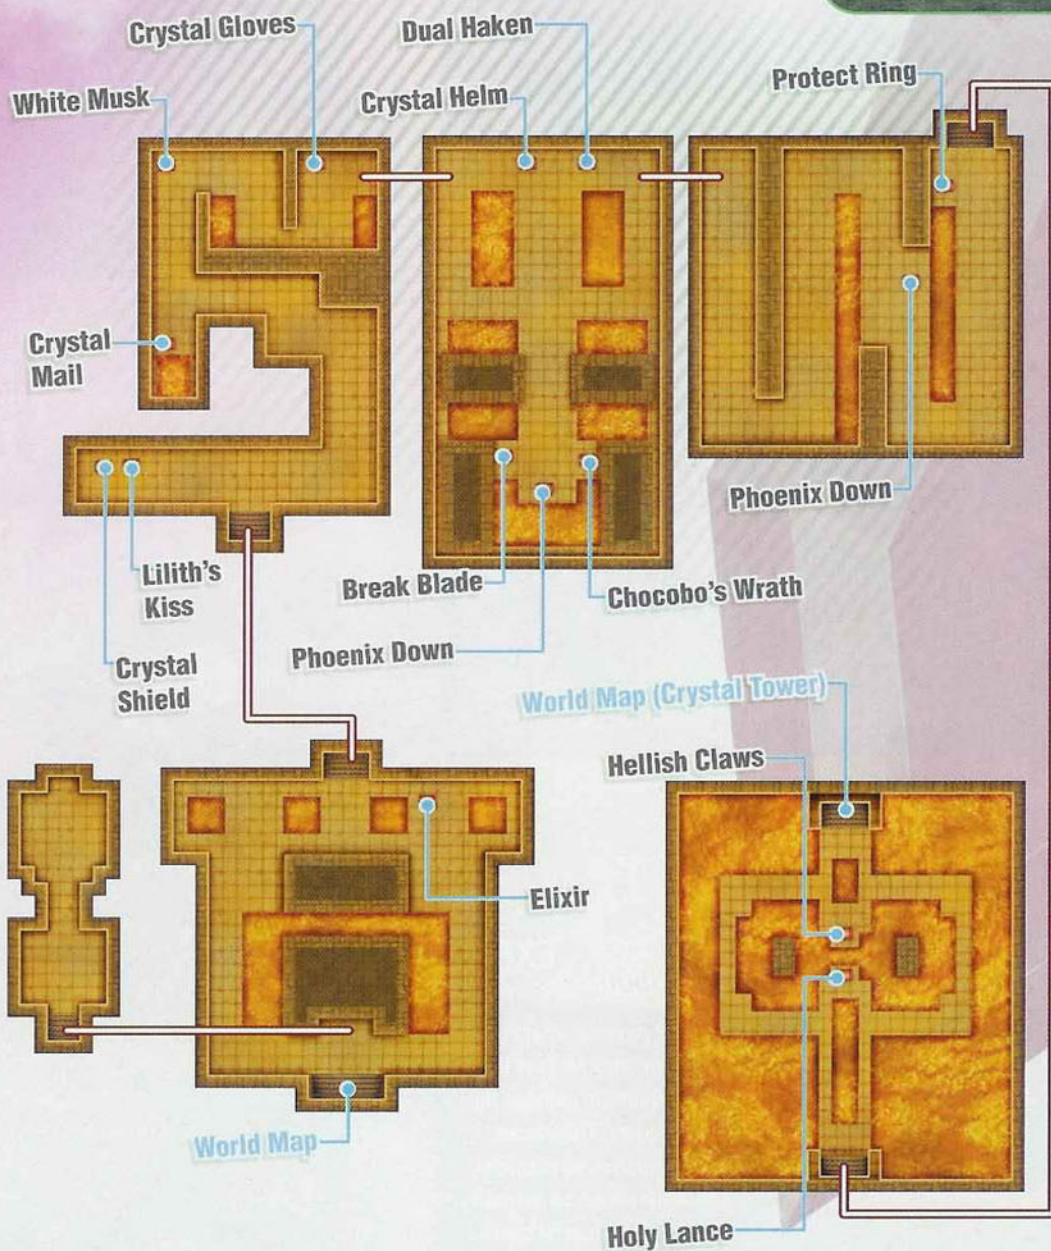 Crystal Gloves
Dual Haken
Protect Ring
White Musk
Crystal Helm
Crystal
Mail
Phoenix Down
Lilith's
Kiss
Break Blade
Chocobo's Wrath
Crystal
Shield
Phoenix Down
World Map (Crystal Tower)
Hellish Claws
Elixir
World Map
Holy Lance